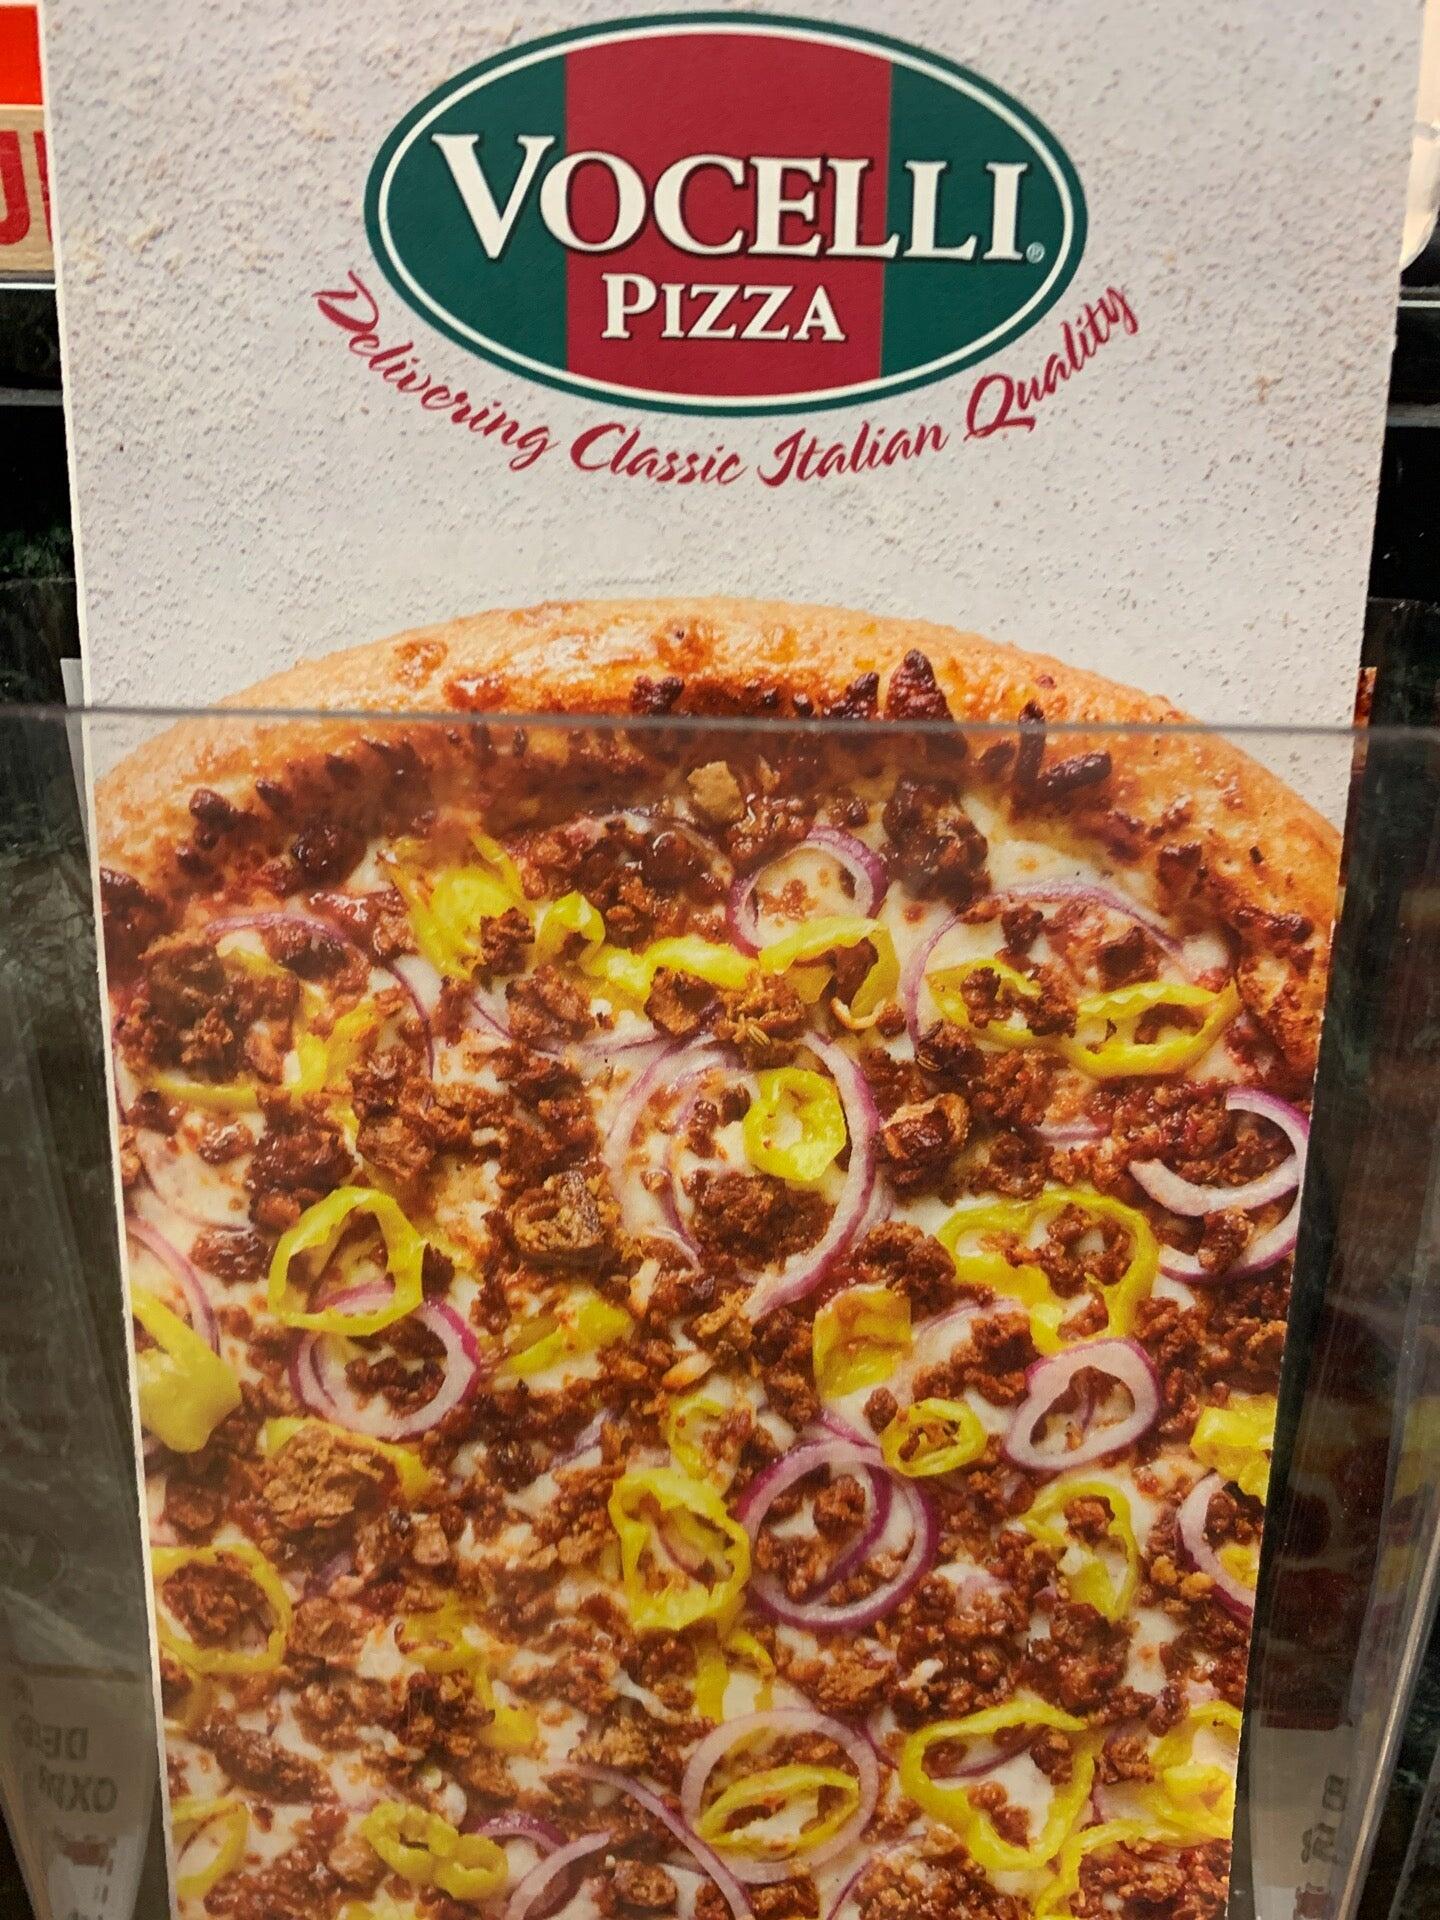 VOCELLI®
PIZZA
Delivering Classic Italian Quality